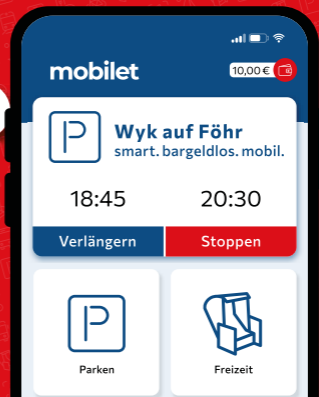 mobilet
10,00 €
P
Wyk auf Föhr
smart. bargeldlos. mobil.
18:45 20:30
Verlängern Stoppen
P
Parken Freizeit